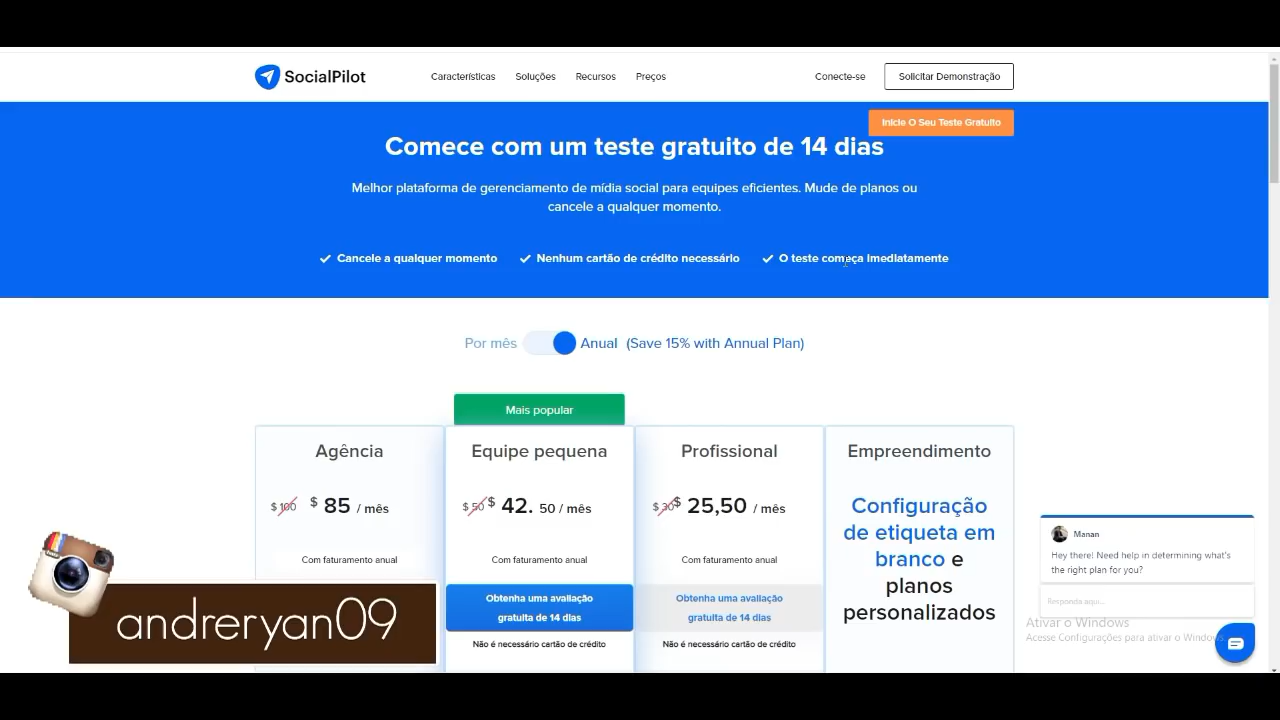 SocialPilot
Características Soluções Recursos Preços
Conecte-se
Solicitar Demonstração
Inicie O Seu Teste Gratuito
Comece com um teste gratuito de 14 dias
Melhor plataforma de gerenciamento de mídia social para equipes eficientes. Mude de planos ou
cancele a qualquer momento.
Cancele a qualquer momento
Nenhum cartão de crédito necessário
O teste começa imediatamente
Por mês
Anual (Save 15% with Annual Plan)
Mais popular
Agência
$ 100 $ 85 / mês
Com faturamento anual
Equipe pequena
$ 50 $ 42. 50 / mês
Com faturamento anual
Obtenha uma avaliação
gratuita de 14 dias
Não é necessário cartão de crédito
Profissional
$ 30 $ 25,50 / mês
Com faturamento anual
Obtenha uma avaliação
gratuita de 14 dias
Não é necessário cartão de crédito
Empreendimento
Configuração
de etiqueta em
branco e
planos
personalizados
Manan
Hey there! Need help in determining what's
the right plan for you?
Responda aqui...
Ativar o Windows
Acesse Configurações para ativar o Windows.
andreryan09